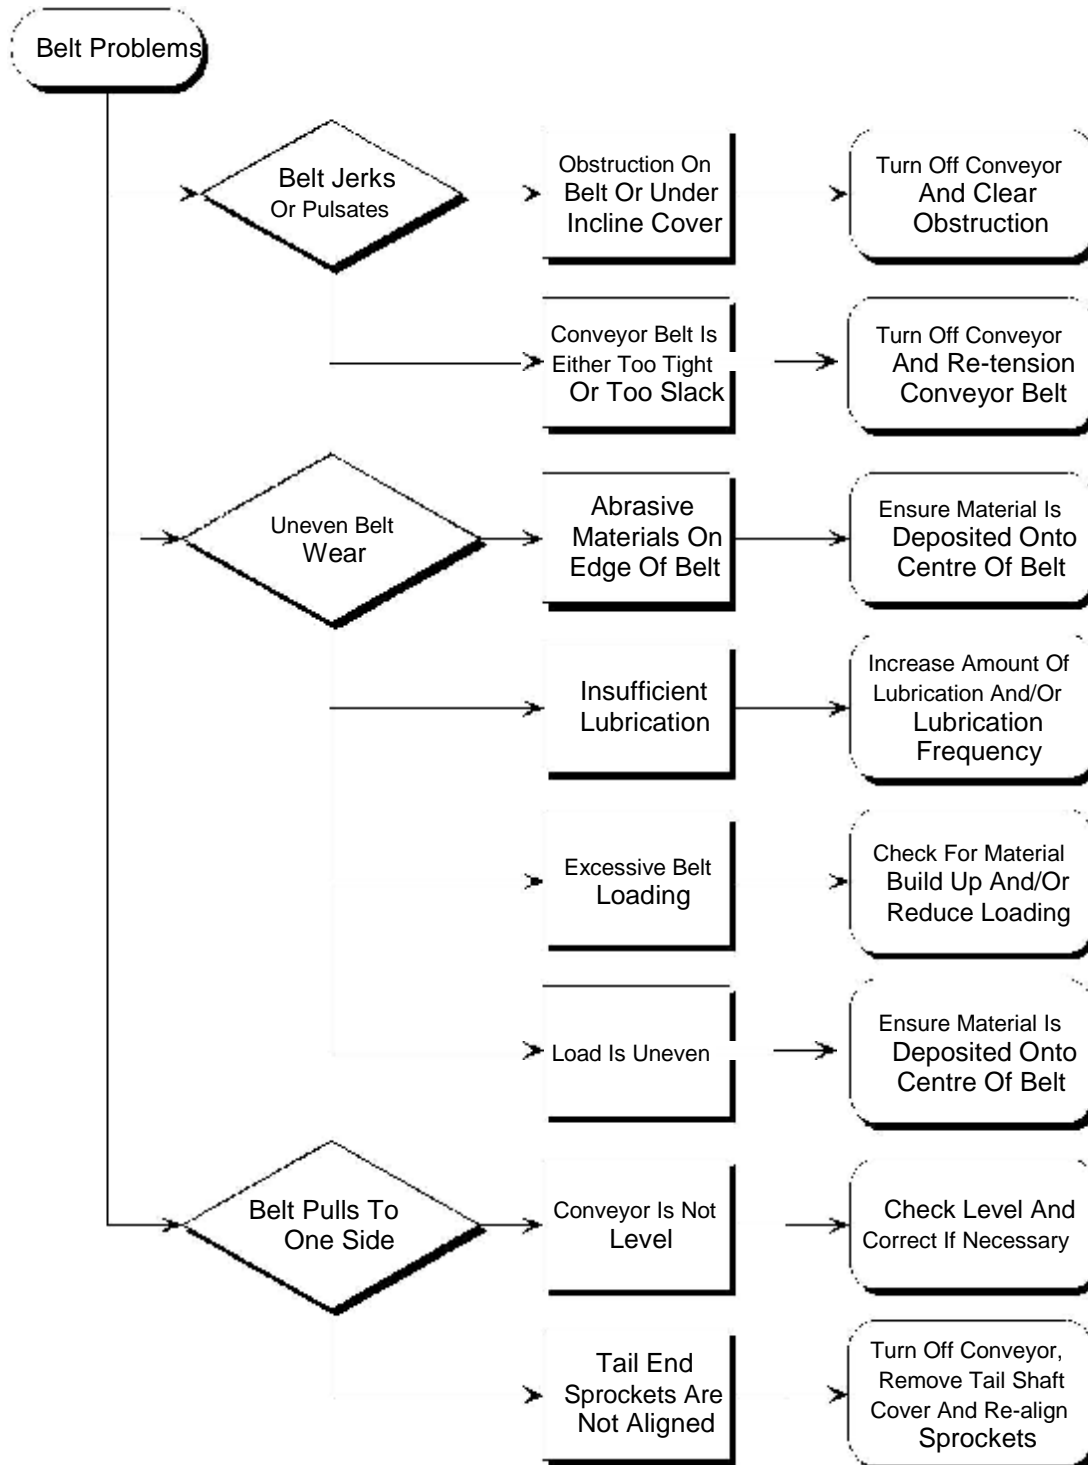 Belt Problems
Belt Jerks
Or Pulsates
Obstruction On
Belt Or Under
Incline Cover
Turn Off Conveyor
And Clear
Obstruction
Conveyor Belt Is
Either Too Tight
Or Too Slack
Turn Off Conveyor
And Re-tension
Conveyor Belt
Uneven Belt
Wear
Abrasive
Materials On
Edge Of Belt
Ensure Material Is
Deposited Onto
Centre Of Belt
Insufficient
Lubrication
Increase Amount Of
Lubrication And/Or
Lubrication
Frequency
Excessive Belt
Loading
Check For Material
Build Up And/Or
Reduce Loading
Load Is Uneven
Ensure Material Is
Deposited Onto
Centre Of Belt
Belt Pulls To
One Side
Conveyor Is Not
Level
Check Level And
Correct If Necessary
Tail End
Sprockets Are
Not Aligned
Turn Off Conveyor,
Remove Tail Shaft
Cover And Re-align
Sprockets